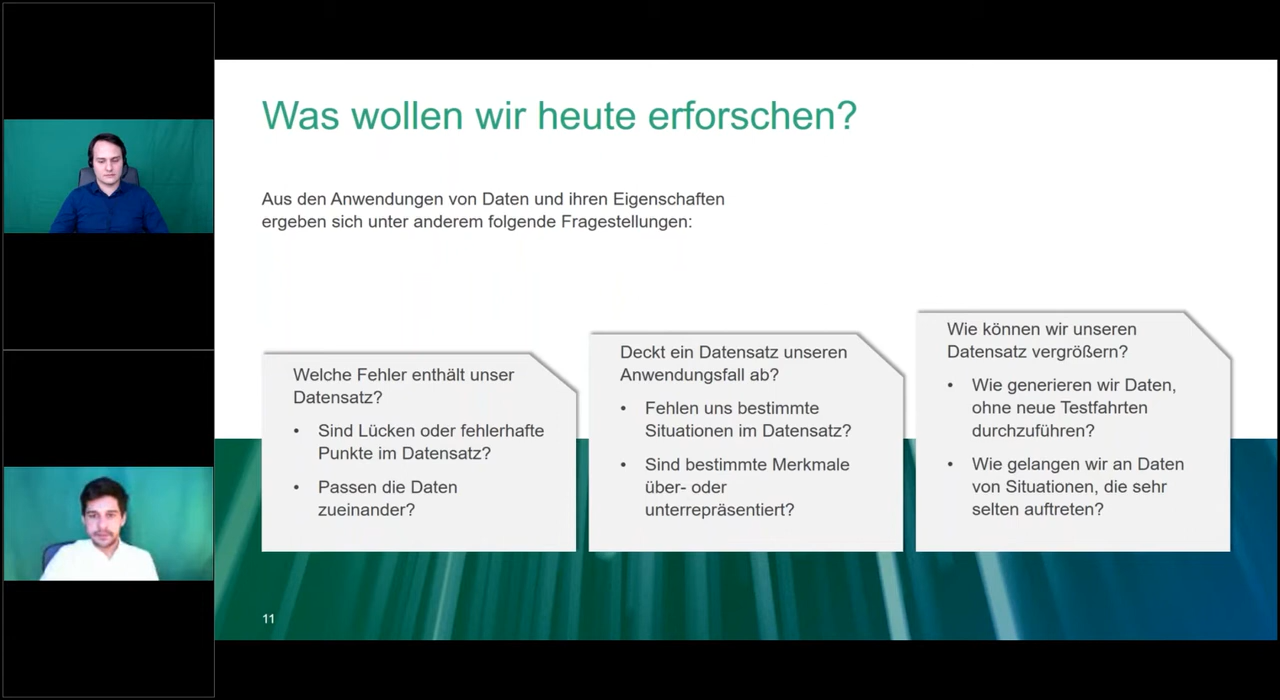 Was wollen wir heute erforschen?
Aus den Anwendungen von Daten und ihren Eigenschaften
ergeben sich unter anderem folgende Fragestellungen:
Welche Fehler enthält unser
Datensatz?
• Sind Lücken oder fehlerhafte
Punkte im Datensatz?
• Passen die Daten
zueinander?
Deckt ein Datensatz unseren
Anwendungsfall ab?
• Fehlen uns bestimmte
Situationen im Datensatz?
• Sind bestimmte Merkmale
über- oder
unterrepräsentiert?
Wie können wir unseren
Datensatz vergrößern?
• Wie generieren wir Daten,
ohne neue Testfahrten
durchzuführen?
• Wie gelangen wir an Daten
von Situationen, die sehr
selten auftreten?
11